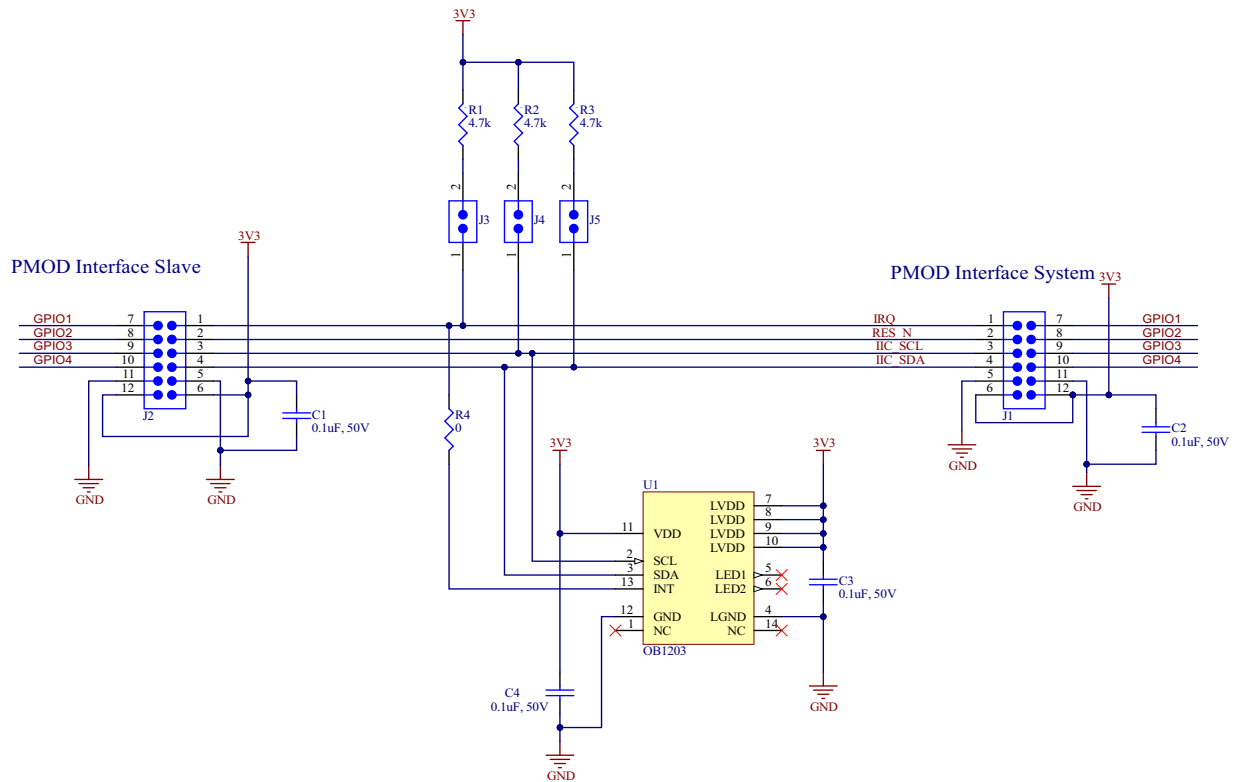 3V3
R1 R2 R3
4.7k 4.7k 4.7k
2 2 2
J3 J4 J5
1 1 1
3V3
PMOD Interface Slave
PMOD Interface System
3V3
GPIO1 7 1 IRQ 1 7 GPIO1
GPIO2 8 2 RES_N 2 8 GPIO2
GPIO3 9 3 IIC_SCL 3 9 GPIO3
GPIO4 10 4 IIC_SDA 4 10 GPIO4
11 5 5 11
12 6 6 12
J2 J1
C1
0.1uF, 50V
R4
0
C2
0.1uF, 50V
GND
GND
GND
GND
3V3
3V3
U1
7 LVDD
8 LVDD
11 VDD LVDD 9
LVDD 10
2 SCL
3 SDA LED1 5
13 INT LED2 6
C3
0.1uF, 50V
12 GND LGND 4
1 NC NC 14
OB1203
C4
0.1uF, 50V
GND
GND